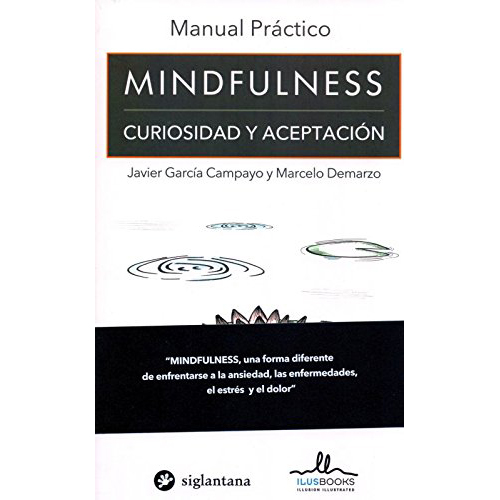 Manual Práctico
MINDFULNESS
CURIOSIDAD Y ACEPTACIÓN
Javier García Campayo y Marcelo Demarzo
"MINDFULNESS, una forma diferente
de enfrentarse a la ansiedad, las enfermedades,
el estrés y el dolor"
siglantana
ILUSBOOKS
ILLUSION ILLUSTRATED